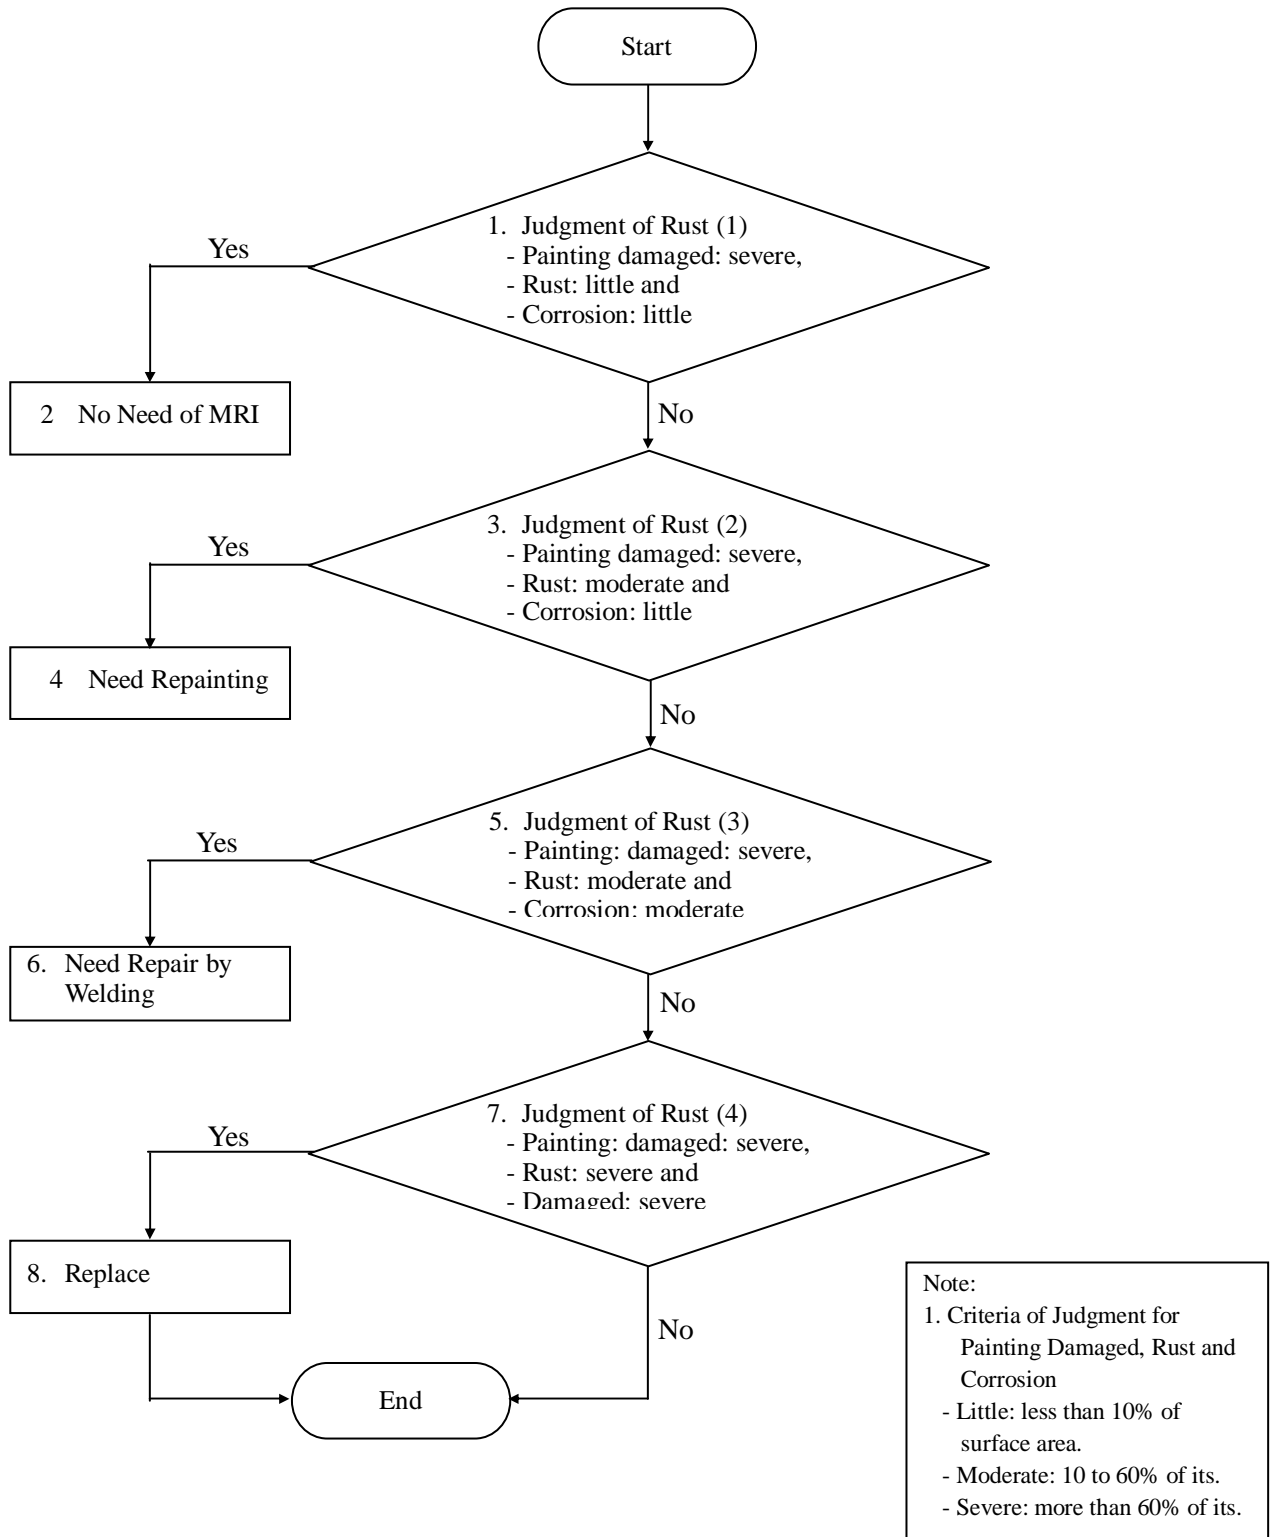 Start
1. Judgment of Rust (1)
- Painting damaged: severe,
- Rust: little and
- Corrosion: little
Yes
2 No Need of MRI
No
3. Judgment of Rust (2)
- Painting damaged: severe,
- Rust: moderate and
- Corrosion: little
Yes
4 Need Repainting
No
5. Judgment of Rust (3)
- Painting: damaged: severe,
- Rust: moderate and
- Corrosion: moderate
Yes
6. Need Repair by
Welding
No
7. Judgment of Rust (4)
- Painting: damaged: severe,
- Rust: severe and
- Damaged: severe
Yes
8. Replace
No
End
Note:
1. Criteria of Judgment for
Painting Damaged, Rust and
Corrosion
- Little: less than 10% of
surface area.
- Moderate: 10 to 60% of its.
- Severe: more than 60% of its.